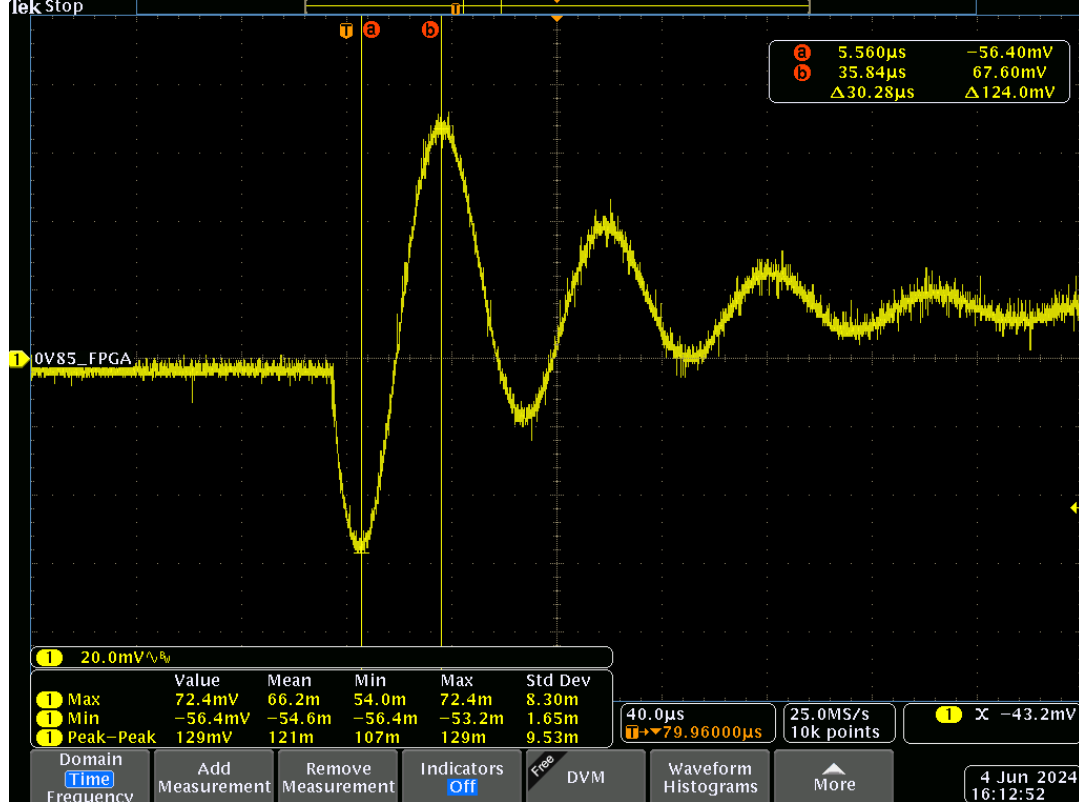 Tek Stop
T
T a b
a 5.560µs −56.40mV
b 35.84µs 67.60mV
Δ30.28µs Δ124.0mV
1 0V85_FPGA
1 20.0mV∿BW
Value Mean Min Max Std Dev
1 Max 72.4mV 66.2m 54.0m 72.4m 8.30m
1 Min −56.4mV −54.6m −56.4m −53.2m 1.65m
1 Peak−Peak 129mV 121m 107m 129m 9.53m
40.0µs
T→▼79.96000µs
25.0MS/s
10k points
1 X −43.2mV
Domain
Time
Frequency
Add
Measurement
Remove
Measurement
Indicators
Off
Free
DVM
Waveform
Histograms
More
4 Jun 2024
16:12:52